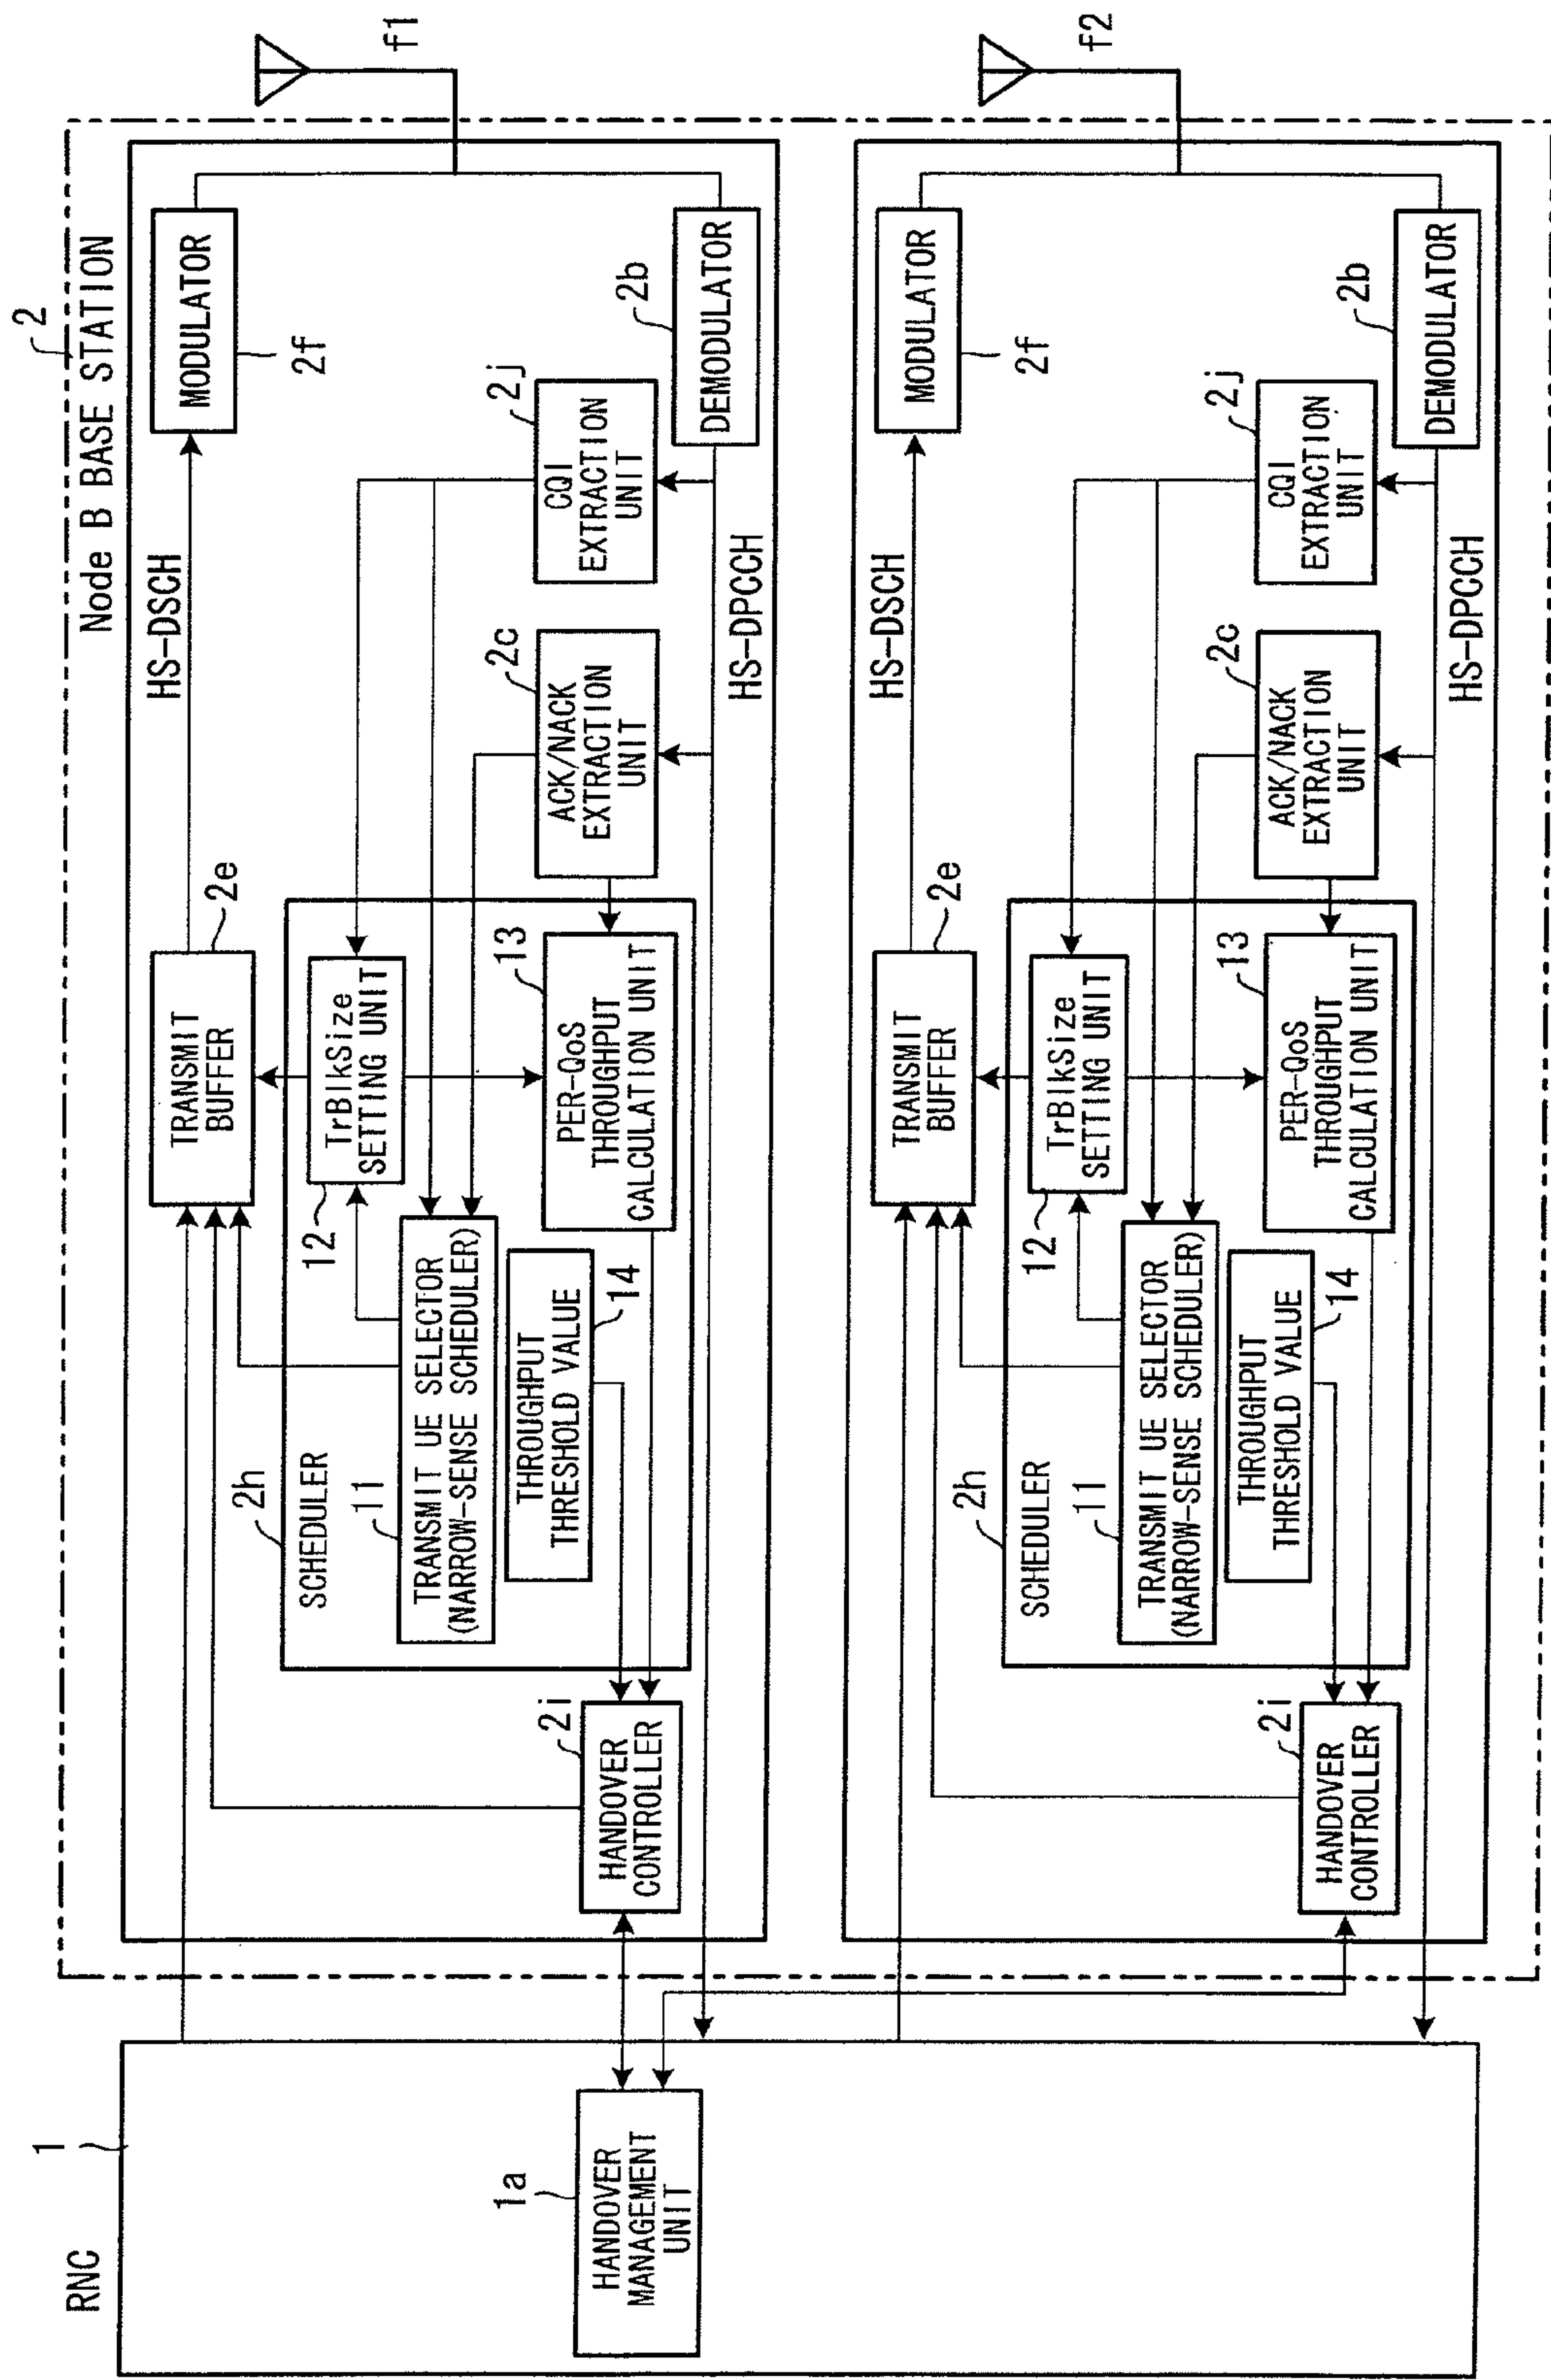 RNC
1
1a
HANDOVER
MANAGEMENT
UNIT
2
Node B BASE STATION
HS-DSCH
TRANSMIT
BUFFER
2e
MODULATOR
2f
f1
2h
SCHEDULER
11
TRANSMIT UE SELECTOR
(NARROW-SENSE SCHEDULER)
12
TrBlkSize
SETTING UNIT
THROUGHPUT
THRESHOLD VALUE
14
13
PER-QoS
THROUGHPUT
CALCULATION UNIT
2c
ACK/NACK
EXTRACTION
UNIT
2j
CQI
EXTRACTION
UNIT
2b
DEMODULATOR
2i
HANDOVER
CONTROLLER
HS-DPCCH
HS-DSCH
TRANSMIT
BUFFER
2e
MODULATOR
2f
f2
2h
SCHEDULER
11
TRANSMIT UE SELECTOR
(NARROW-SENSE SCHEDULER)
12
TrBlkSize
SETTING UNIT
THROUGHPUT
THRESHOLD VALUE
14
13
PER-QoS
THROUGHPUT
CALCULATION UNIT
2c
ACK/NACK
EXTRACTION
UNIT
2j
CQI
EXTRACTION
UNIT
2b
DEMODULATOR
2i
HANDOVER
CONTROLLER
HS-DPCCH